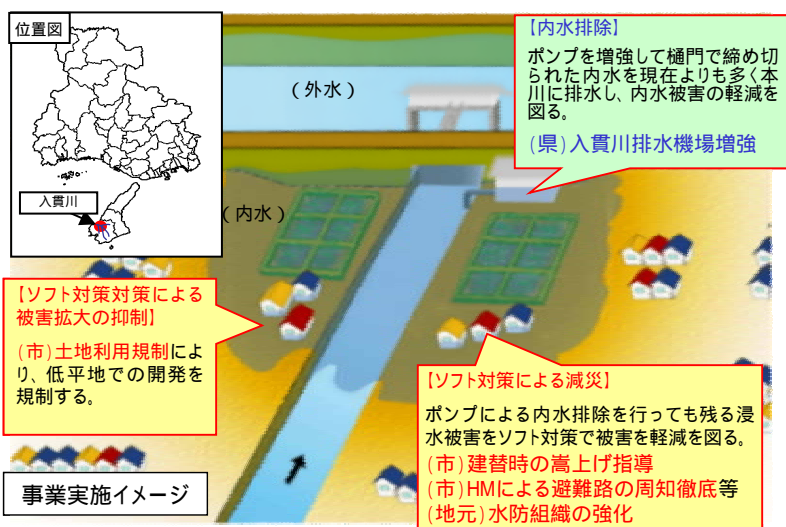 位置図
入貫川
(外水)
(内水)
【内水排除】
ポンプを増強して樋門で締め切
られた内水を現在よりも多く本
川に排水し、内水被害の軽減を
図る。
(県)入貫川排水機場増強
【ソフト対策対策による
被害拡大の抑制】
(市)土地利用規制によ
り、低平地での開発を
規制する。
【ソフト対策による減災】
ポンプによる内水排除を行っても残る浸
水被害をソフト対策で被害を軽減を図る。
(市)建替時の嵩上げ指導
(市)HMによる避難路の周知徹底等
(地元)水防組織の強化
事業実施イメージ